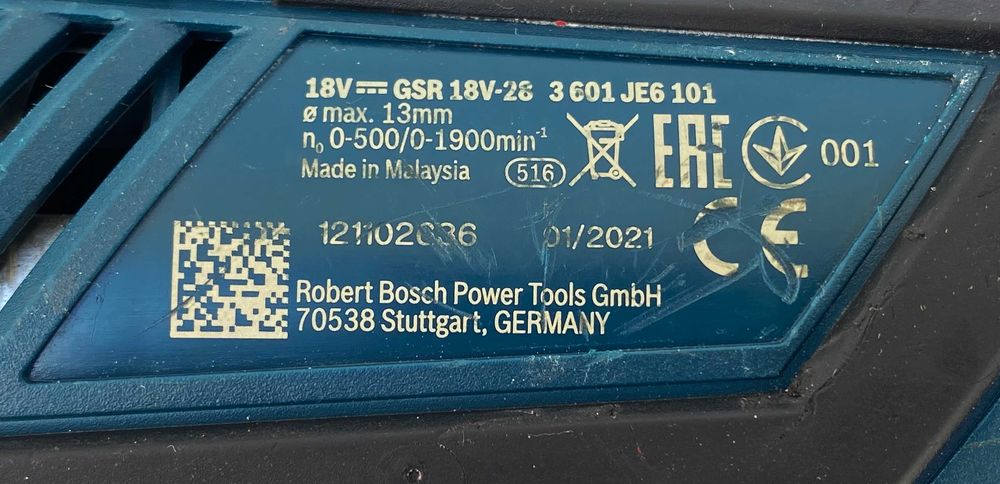 18V⎓ GSR 18V-28 3 601 JE6 101
ø max. 13mm
n₀ 0-500/0-1900min⁻¹
Made in Malaysia 516 EAC 001
121102036 01/2021 CE
Robert Bosch Power Tools GmbH
70538 Stuttgart, GERMANY